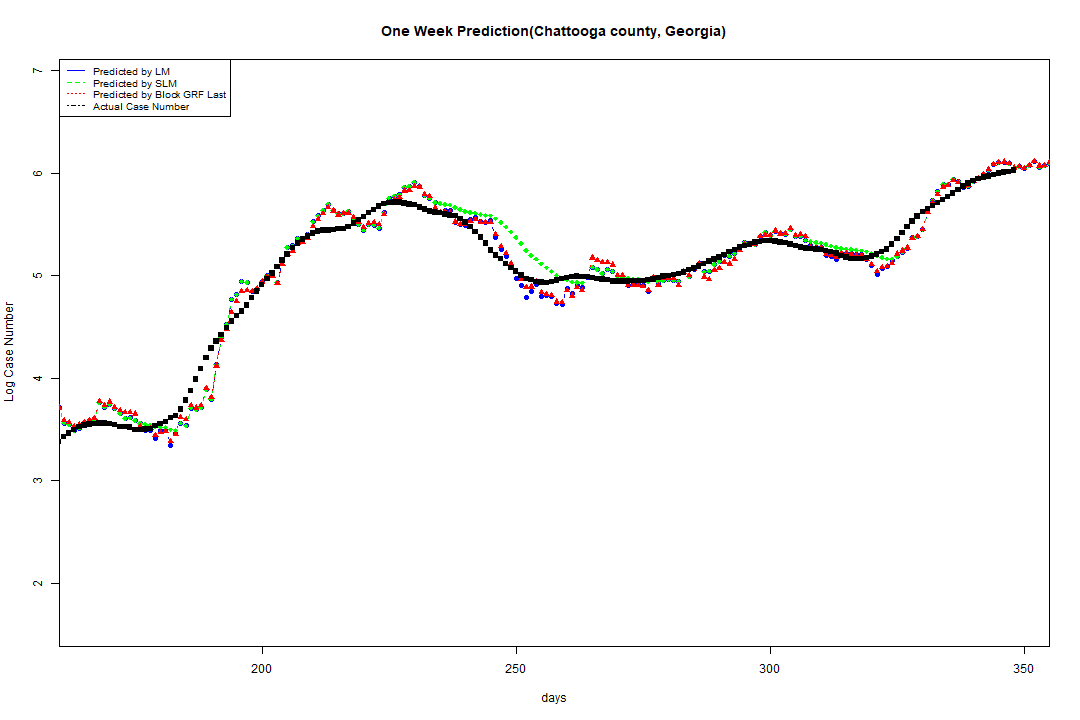 One Week Prediction(Chattooga county, Georgia)
Predicted by LM
Predicted by SLM
Predicted by Block GRF Last
Actual Case Number
7
6
5
4
3
2
Log Case Number
200
250
300
350
days